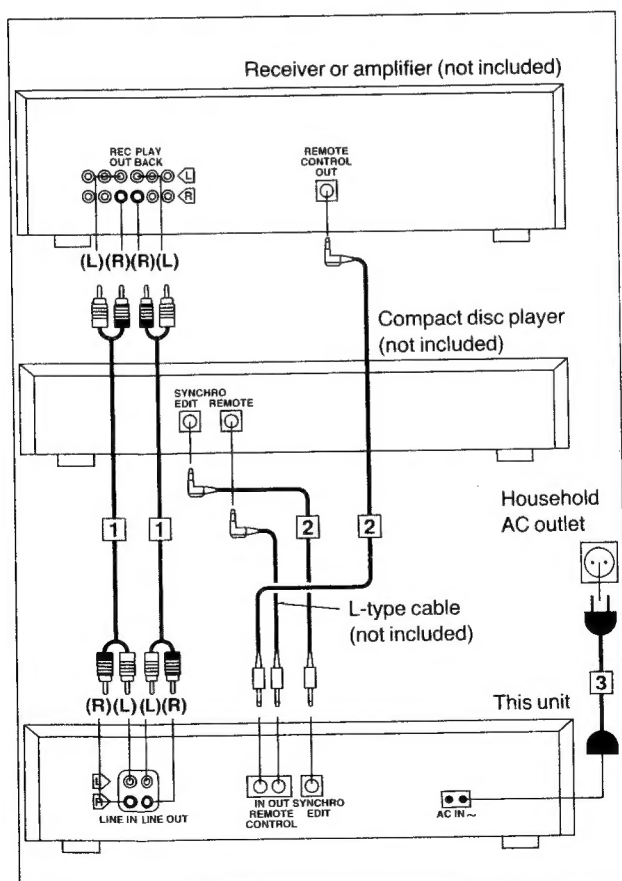 Receiver or amplifier (not included)
REC PLAY
OUT BACK
L
R
REMOTE
CONTROL
OUT
(L)(R)(R)(L)
Compact disc player
(not included)
SYNCHRO
EDIT REMOTE
Household
AC outlet
1
1
2
2
L-type cable
(not included)
3
This unit
(R)(L)(L)(R)
L
R
LINE IN LINE OUT
IN OUT SYNCHRO
REMOTE EDIT
CONTROL
AC IN ~